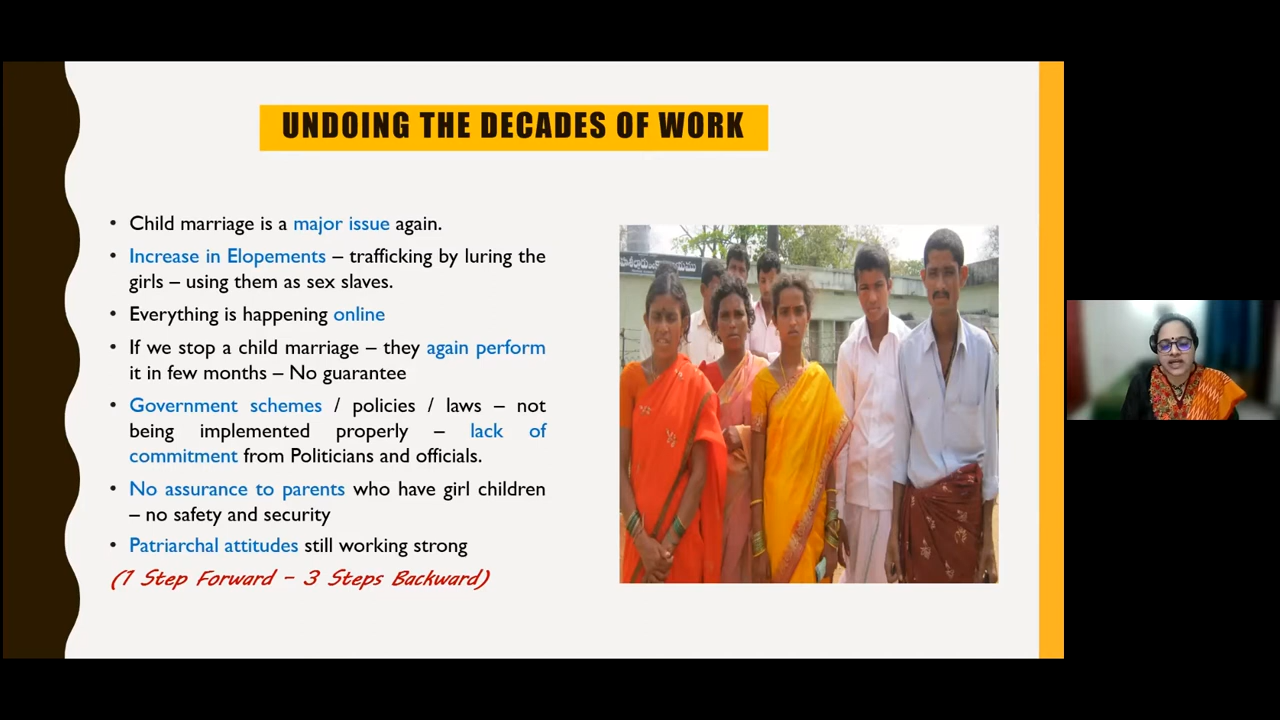 UNDOING THE DECADES OF WORK
• Child marriage is a major issue again.
• Increase in Elopements – trafficking by luring the
girls – using them as sex slaves.
• Everything is happening online
• If we stop a child marriage – they again perform
it in few months – No guarantee
• Government schemes / policies / laws – not
being implemented properly – lack of
commitment from Politicians and officials.
• No assurance to parents who have girl children
– no safety and security
• Patriarchal attitudes still working strong
(1 Step Forward – 3 Steps Backward)